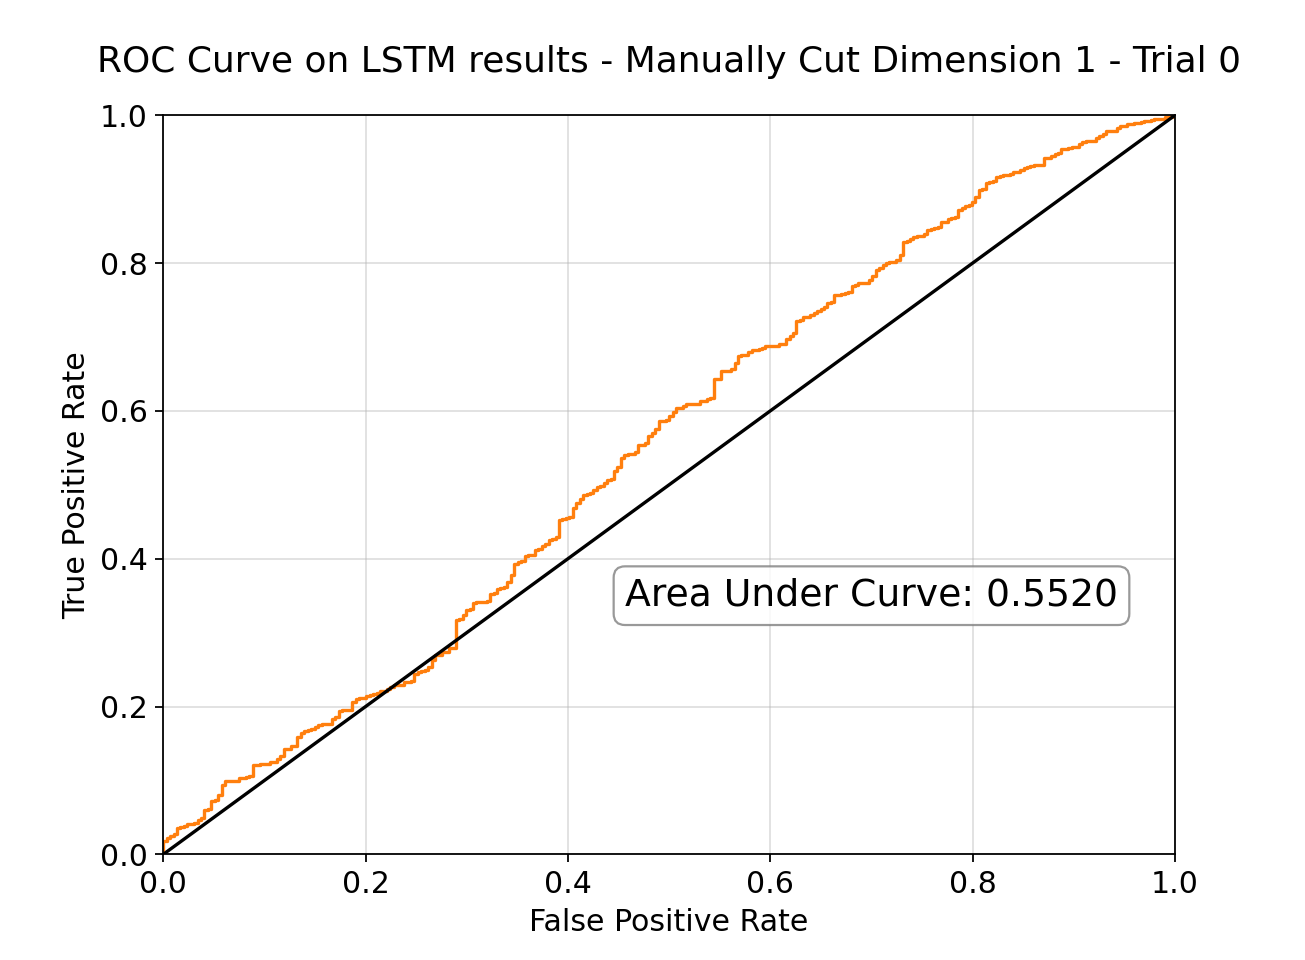 ROC Curve on LSTM results - Manually Cut Dimension 1 - Trial 0
1.0
0.8
0.6
0.4
0.2
0.0
True Positive Rate
Area Under Curve: 0.5520
0.0 0.2 0.4 0.6 0.8 1.0
False Positive Rate